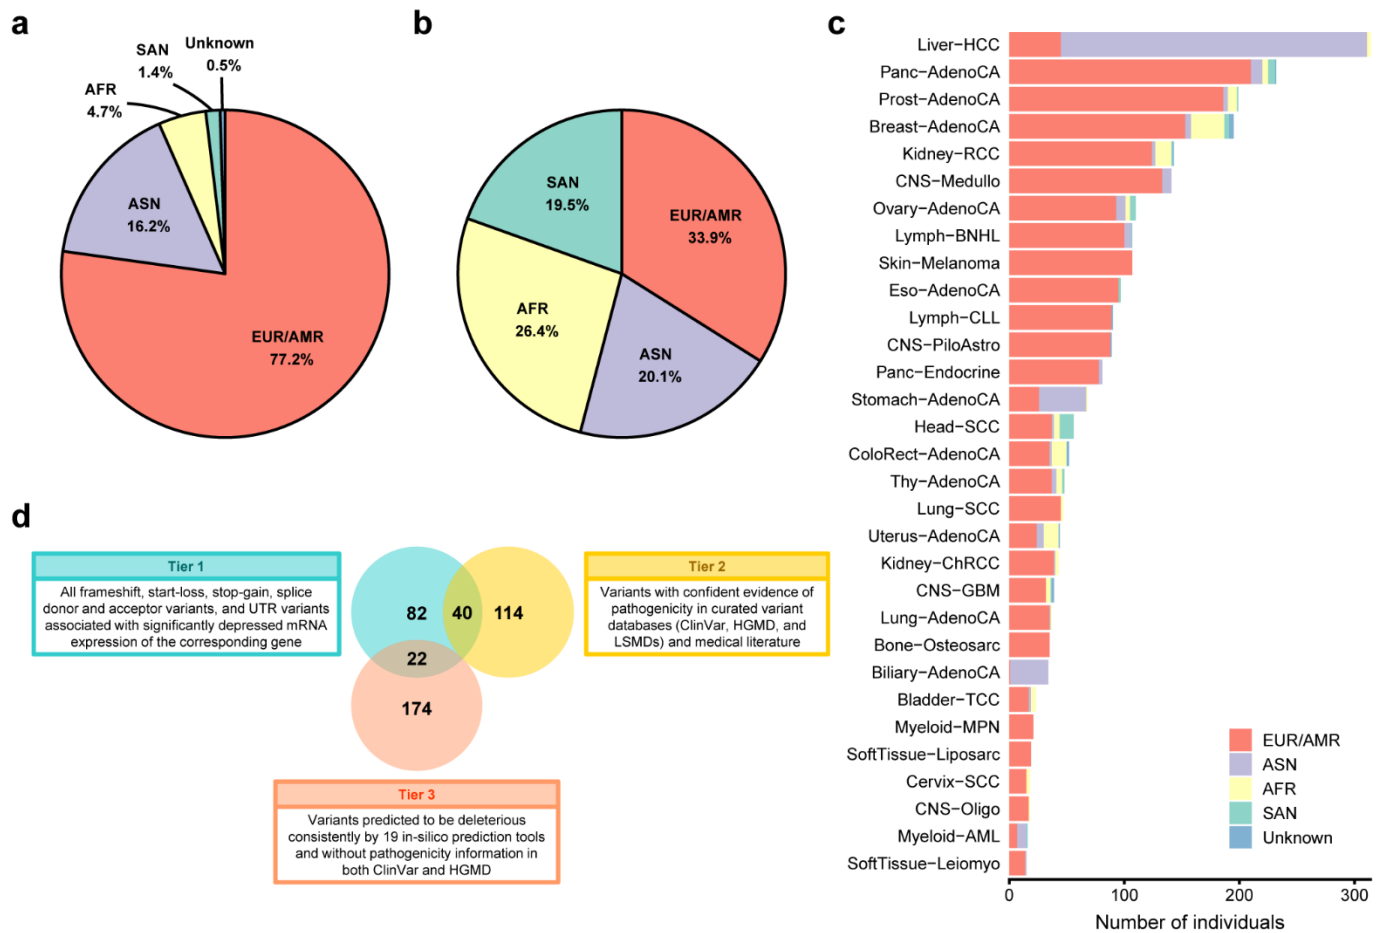 a
Unknown
0.5%
SAN
1.4%
AFR
4.7%
ASN
16.2%
EUR/AMR
77.2%
b
SAN
19.5%
EUR/AMR
33.9%
AFR
26.4%
ASN
20.1%
c
Liver−HCC
Panc−AdenoCA
Prost−AdenoCA
Breast−AdenoCA
Kidney−RCC
CNS−Medullo
Ovary−AdenoCA
Lymph−BNHL
Skin−Melanoma
Eso−AdenoCA
Lymph−CLL
CNS−PiloAstro
Panc−Endocrine
Stomach−AdenoCA
Head−SCC
ColoRect−AdenoCA
Thy−AdenoCA
Lung−SCC
Uterus−AdenoCA
Kidney−ChRCC
CNS−GBM
Lung−AdenoCA
Bone−Osteosarc
Biliary−AdenoCA
Bladder−TCC
Myeloid−MPN
SoftTissue−Liposarc
Cervix−SCC
CNS−Oligo
Myeloid−AML
SoftTissue−Leiomyo
EUR/AMR
ASN
AFR
SAN
Unknown
0 100 200 300
Number of individuals
d
Tier 1
All frameshift, start-loss, stop-gain, splice
donor and acceptor variants, and UTR variants
associated with significantly depressed mRNA
expression of the corresponding gene
82 40 114
22
174
Tier 2
Variants with confident evidence of
pathogenicity in curated variant
databases (ClinVar, HGMD, and
LSMDs) and medical literature
Tier 3
Variants predicted to be deleterious
consistently by 19 in-silico prediction tools
and without pathogenicity information in
both ClinVar and HGMD